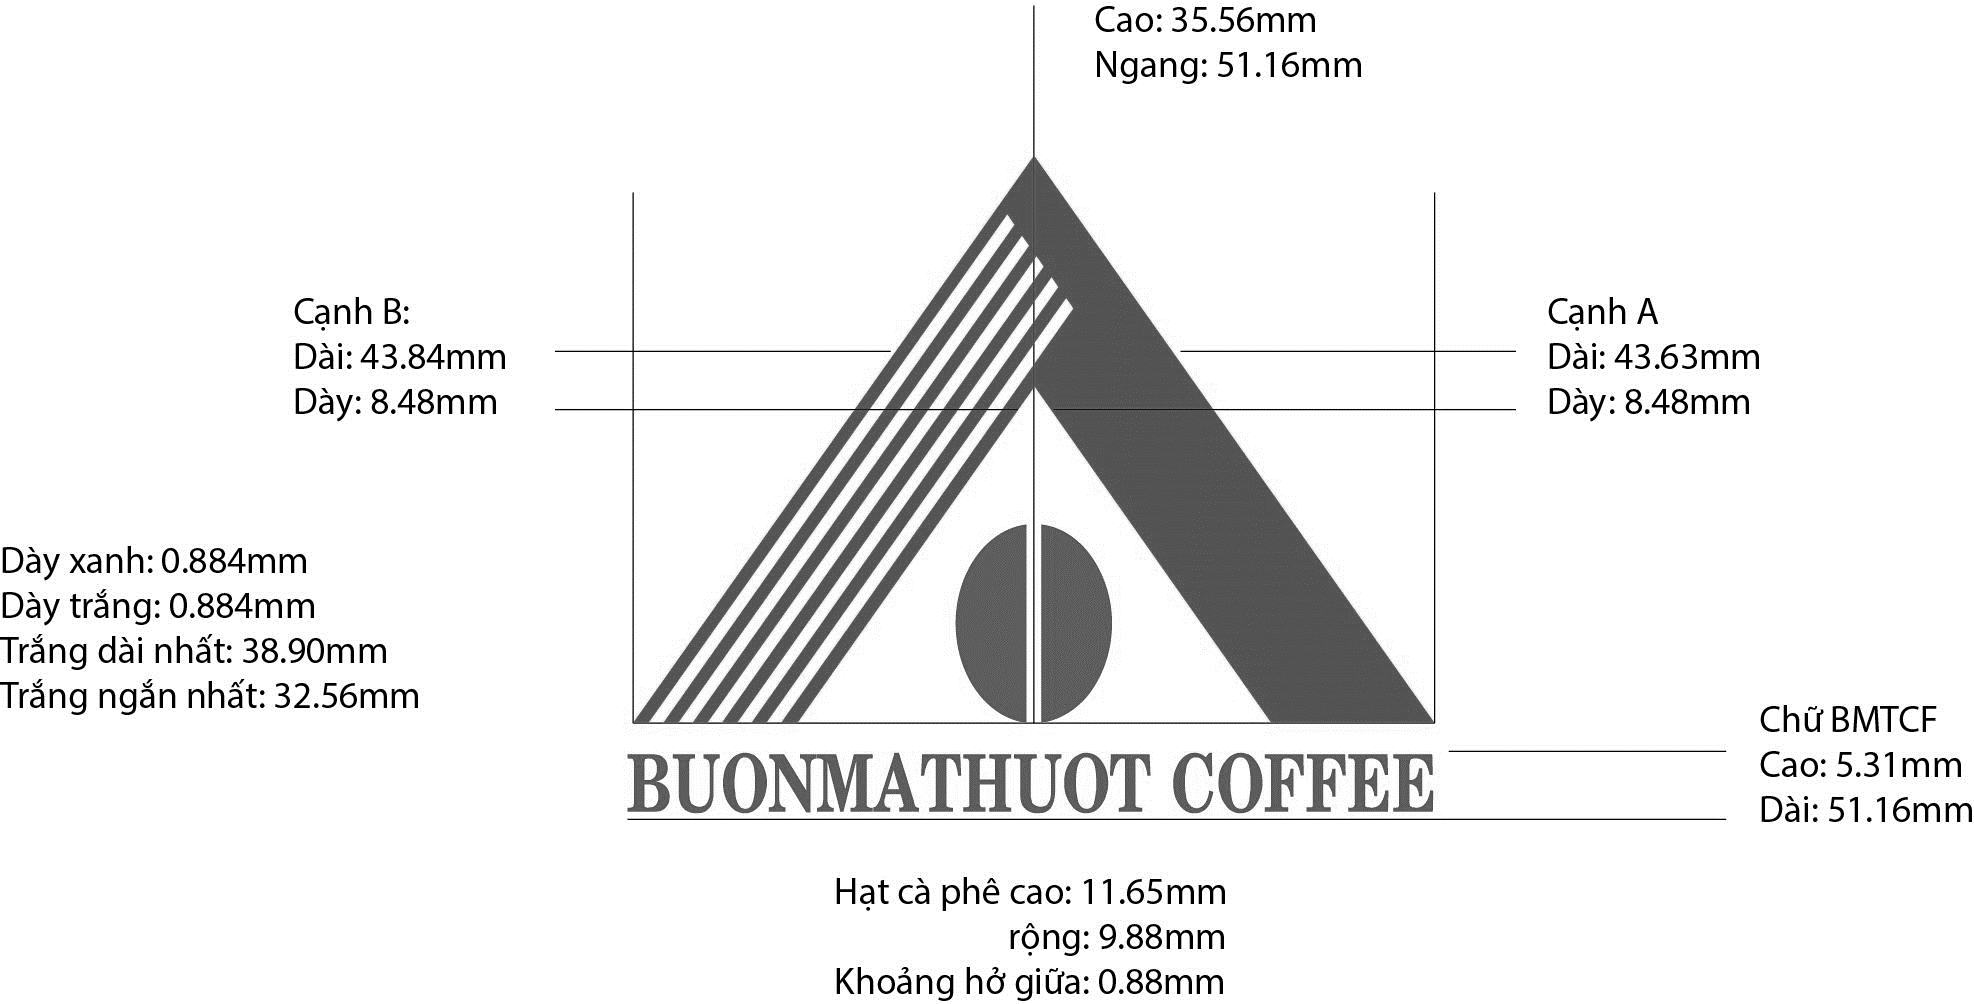 Cao: 35.56mm
Ngang: 51.16mm
Cạnh B:
Dài: 43.84mm
Dày: 8.48mm
Cạnh A
Dài: 43.63mm
Dày: 8.48mm
Dày xanh: 0.884mm
Dày trắng: 0.884mm
Trắng dài nhất: 38.90mm
Trắng ngắn nhất: 32.56mm
BUONMATHUOT COFFEE
Chữ BMTCF
Cao: 5.31mm
Dài: 51.16mm
Hạt cà phê cao: 11.65mm
rộng: 9.88mm
Khoảng hở giữa: 0.88mm